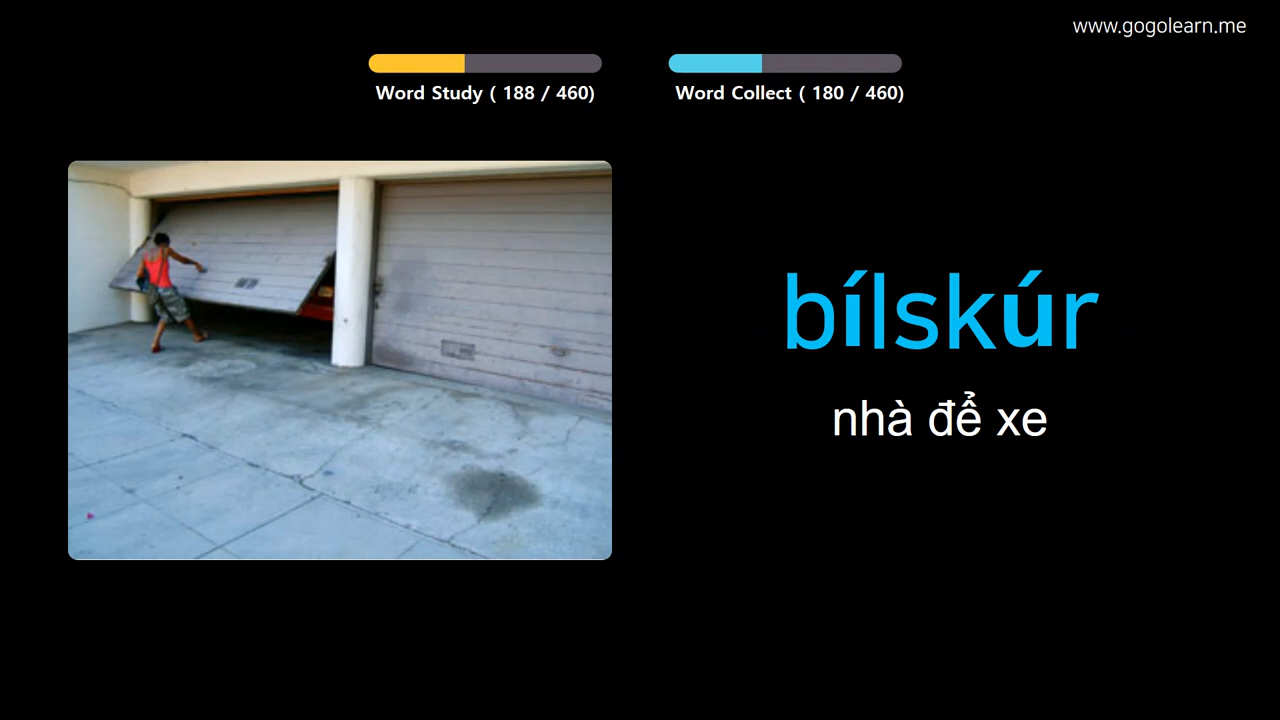 www.gogolearn.me
Word Study ( 188 / 460)
Word Collect ( 180 / 460)
bílskúr
nhà để xe